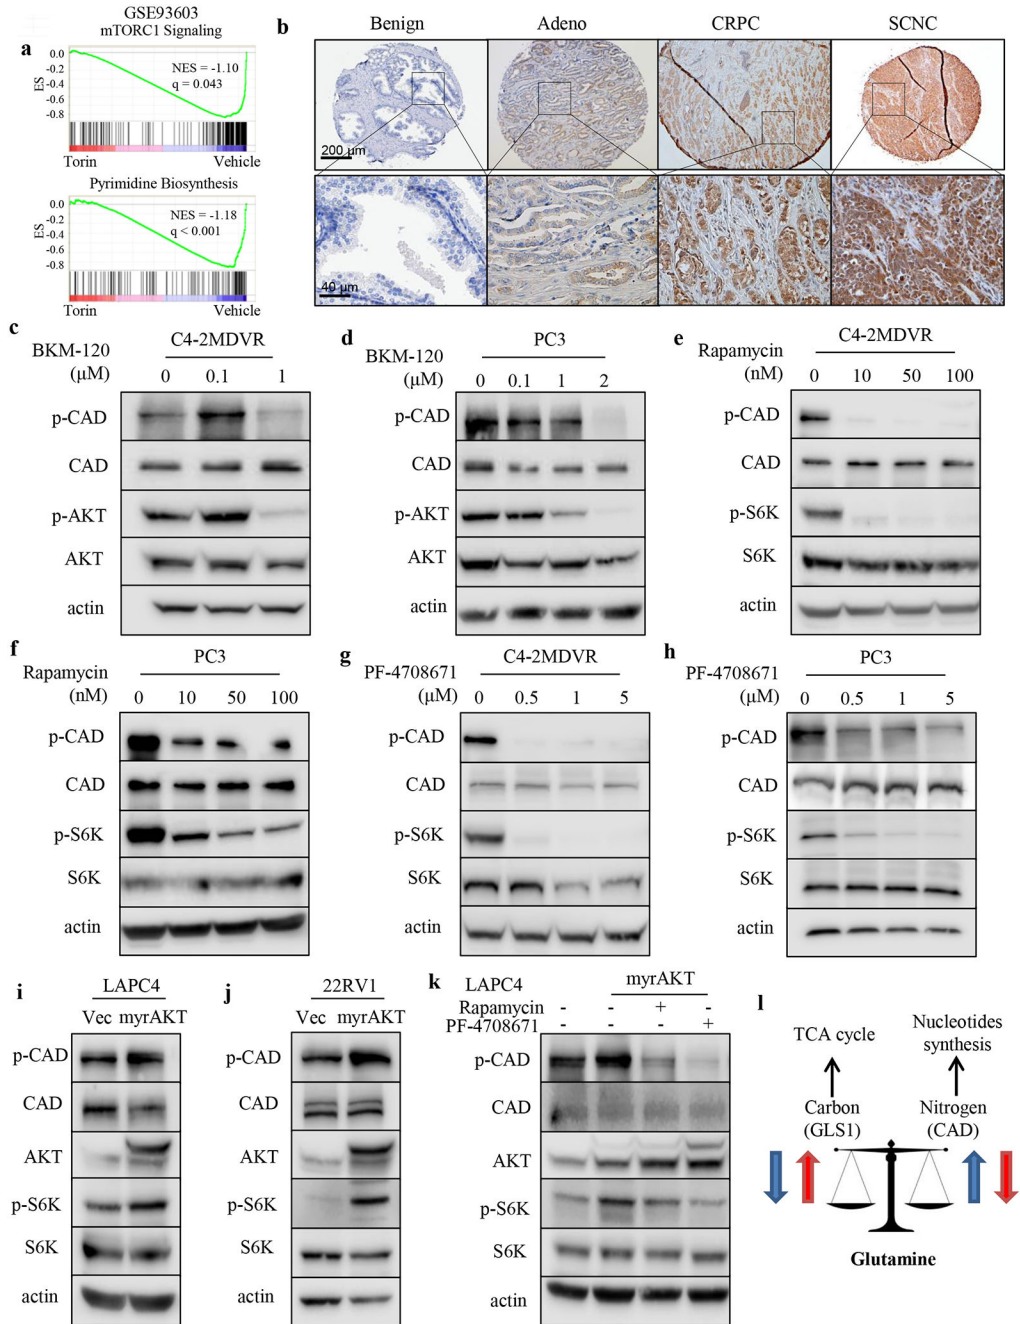 GSE93603
mTORC1 Signaling
a
ES
0.0
-0.2
-0.4
-0.6
-0.8
NES = -1.10
q = 0.043
Torin
Vehicle
Pyrimidine Biosynthesis
ES
0.0
-0.2
-0.4
-0.6
-0.8
NES = -1.18
q < 0.001
Torin
Vehicle
b
Benign
Adeno
CRPC
SCNC
200 μm
40 μm
c
C4-2MDVR
BKM-120
(μM)
0 0.1 1
p-CAD
CAD
p-AKT
AKT
actin
d
PC3
BKM-120
(μM)
0 0.1 1 2
p-CAD
CAD
p-AKT
AKT
actin
e
C4-2MDVR
Rapamycin
(nM)
0 10 50 100
p-CAD
CAD
p-S6K
S6K
actin
f
PC3
Rapamycin
(nM)
0 10 50 100
p-CAD
CAD
p-S6K
S6K
actin
g
C4-2MDVR
PF-4708671
(μM)
0 0.5 1 5
p-CAD
CAD
p-S6K
S6K
actin
h
PC3
PF-4708671
(μM)
0 0.5 1 5
p-CAD
CAD
p-S6K
S6K
actin
i
LAPC4
Vec myrAKT
p-CAD
CAD
AKT
p-S6K
S6K
actin
j
22RV1
Vec myrAKT
p-CAD
CAD
AKT
p-S6K
S6K
actin
k
LAPC4
myrAKT
Rapamycin - - +
PF-4708671 - - - +
p-CAD
CAD
AKT
p-S6K
S6K
actin
l
TCA cycle
Nucleotides
synthesis
Carbon
(GLS1)
Nitrogen
(CAD)
Glutamine